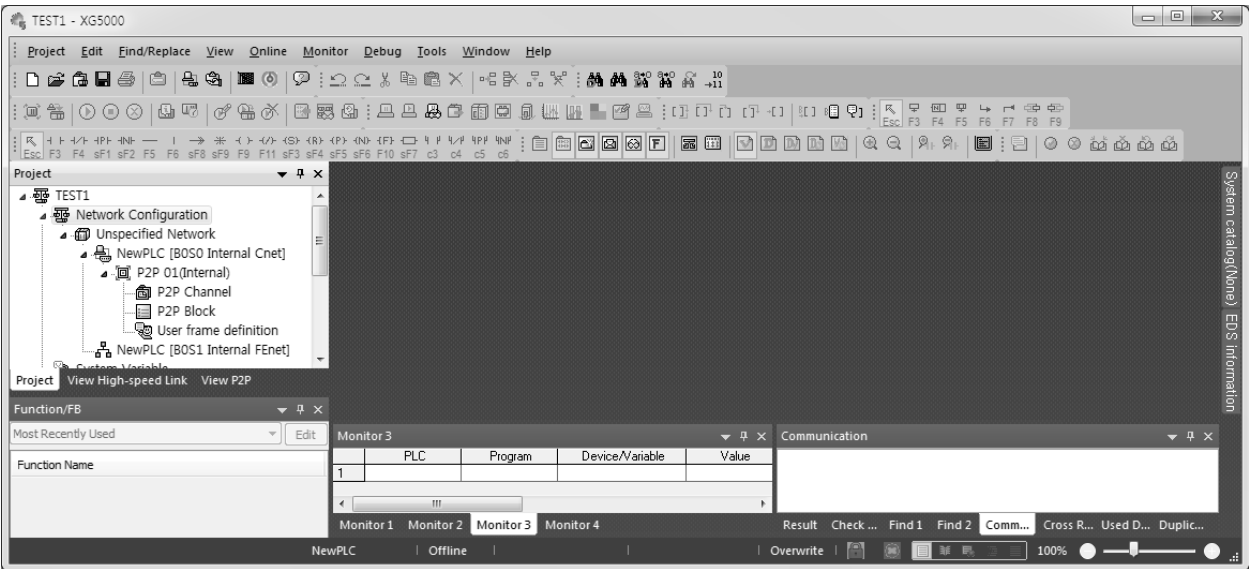 TEST1 - XG5000
Project Edit Find/Replace View Online Monitor Debug Tools Window Help
Esc F3 F4 F5 F6 F7 F8 F9
Esc F3 F4 sF1 sF2 F5 F6 sF8 sF9 F9 F11 sF3 sF4 sF5 sF6 F10 sF7 c3 c4 c5 c6
Project
TEST1
Network Configuration
Unspecified Network
NewPLC [B0S0 Internal Cnet]
P2P 01(Internal)
P2P Channel
P2P Block
User frame definition
NewPLC [B0S1 Internal FEnet]
System Variable
Project View High-speed Link View P2P
System catalog(None) EDS information
Function/FB
Most Recently Used Edit
Function Name
Monitor 3
PLC Program Device/Variable Value
1
Monitor 1 Monitor 2 Monitor 3 Monitor 4
Communication
Result Check ... Find 1 Find 2 Comm... Cross R... Used D... Duplic...
NewPLC Offline Overwrite 100%